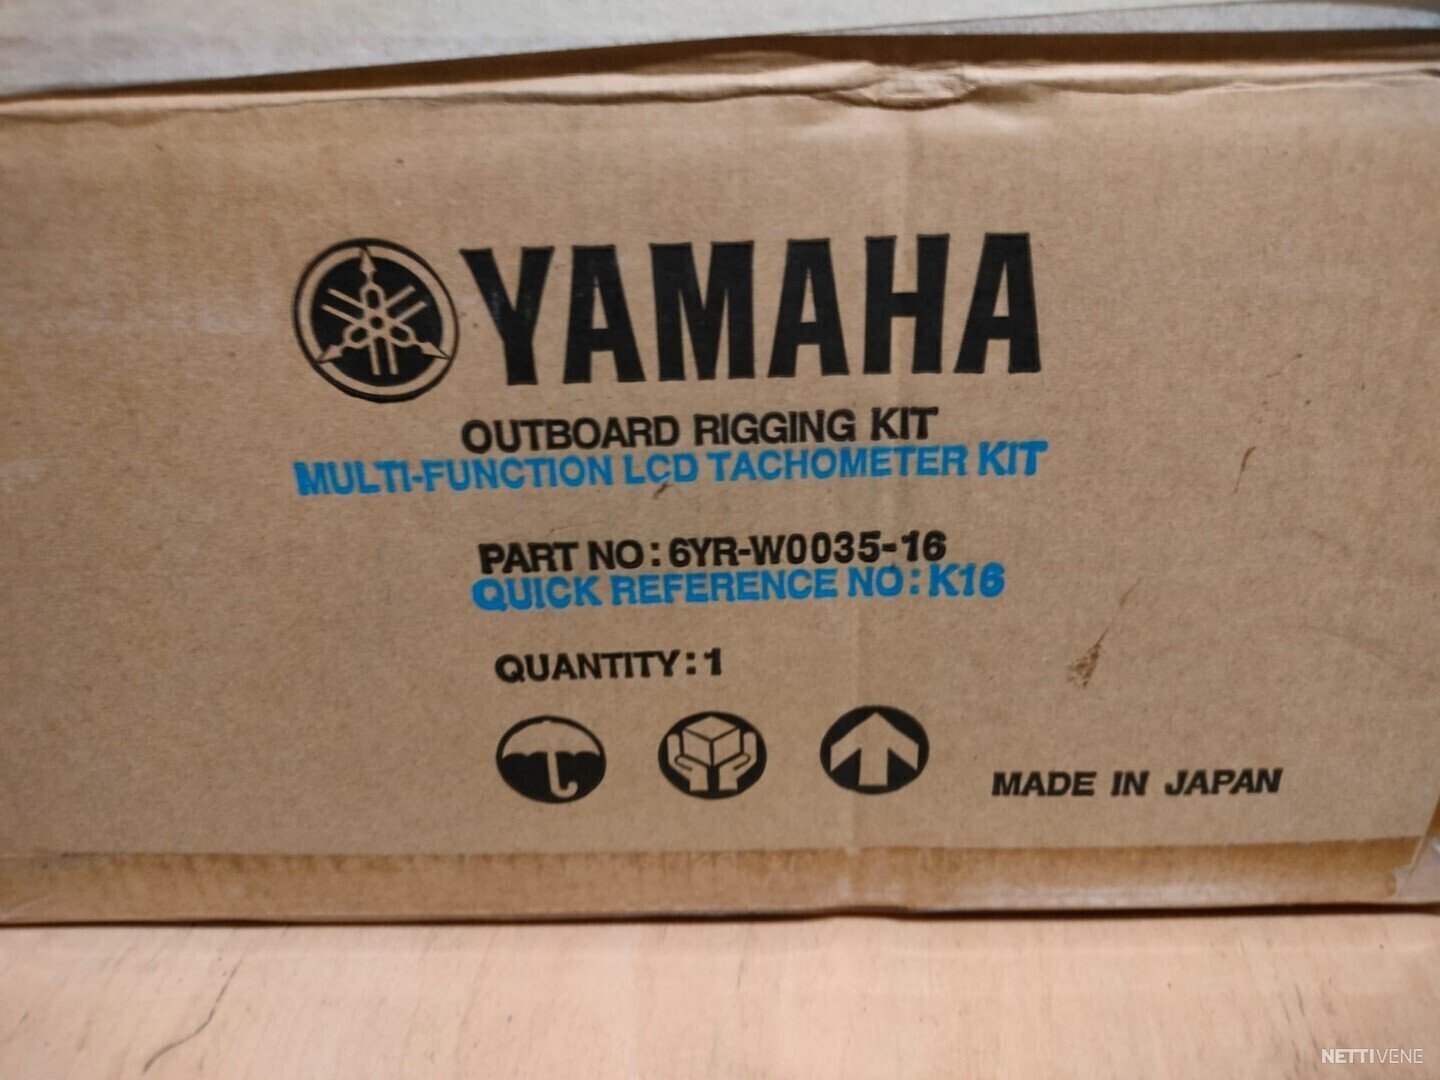 YAMAHA
OUTBOARD RIGGING KIT
MULTI-FUNCTION LCD TACHOMETER KIT
PART NO: 6YR-W0035-16
QUICK REFERENCE NO: K16
QUANTITY: 1
MADE IN JAPAN
NETTIVENE